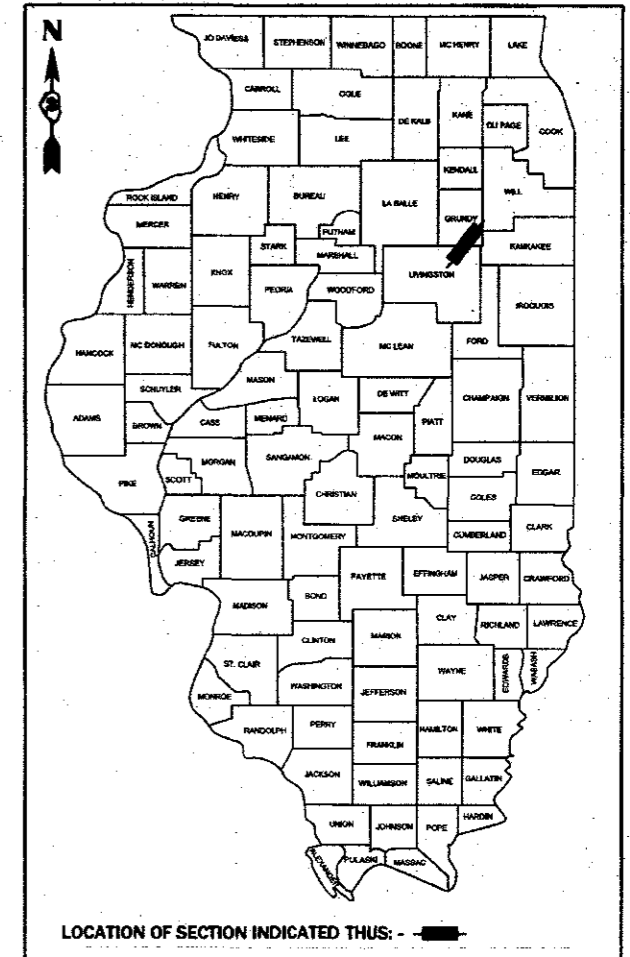 N
JO DAVIESS STEPHENSON WINNEBAGO BOONE MC HENRY LAKE
CARROLL OGLE DE KALB KANE DU PAGE COOK
WHITESIDE LEE
KENDALL WILL
ROCK ISLAND HENRY BUREAU LA SALLE GRUNDY
MERCER PUTNAM KANKAKEE
STARK MARSHALL
HENDERSON WARREN KNOX PEORIA WOODFORD LIVINGSTON IROQUOIS
HANCOCK MC DONOUGH FULTON TAZEWELL MC LEAN FORD
SCHUYLER MASON LOGAN DE WITT CHAMPAIGN VERMILION
ADAMS BROWN CASS MENARD MACON PIATT
PIKE SCOTT MORGAN SANGAMON CHRISTIAN MOULTRIE DOUGLAS EDGAR
COLES
CALHOUN GREENE MACOUPIN MONTGOMERY SHELBY CUMBERLAND CLARK
JERSEY FAYETTE EFFINGHAM JASPER CRAWFORD
MADISON BOND CLAY RICHLAND LAWRENCE
CLINTON MARION
ST. CLAIR WASHINGTON JEFFERSON WAYNE EDWARDS WABASH
MONROE
RANDOLPH PERRY FRANKLIN HAMILTON WHITE
JACKSON WILLIAMSON SALINE GALLATIN
UNION JOHNSON POPE HARDIN
ALEXANDER PULASKI MASSAC
LOCATION OF SECTION INDICATED THUS: -